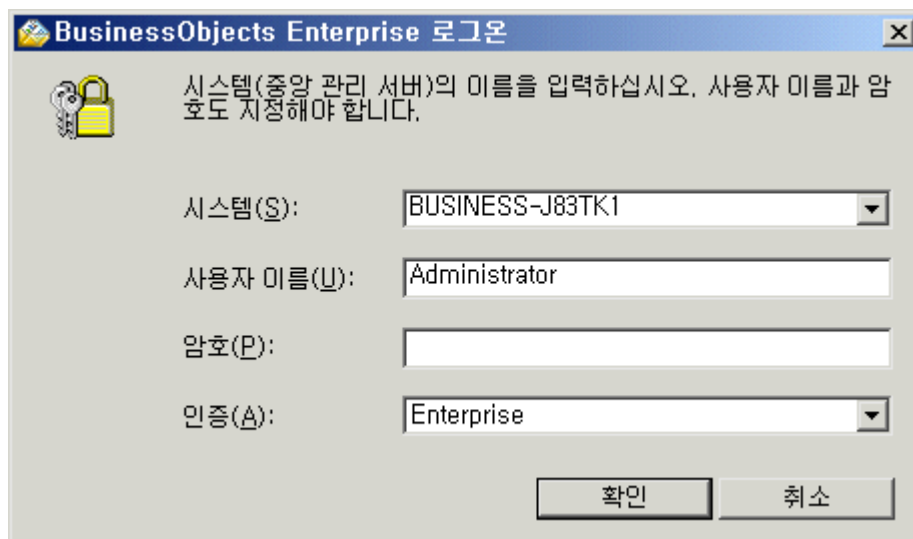 BusinessObjects Enterprise 로그온
시스템(중앙 관리 서버)의 이름을 입력하십시오. 사용자 이름과 암
호도 지정해야 합니다.
시스템(S): BUSINESS-J83TK1
사용자 이름(U): Administrator
암호(P):
인증(A): Enterprise
확인 취소